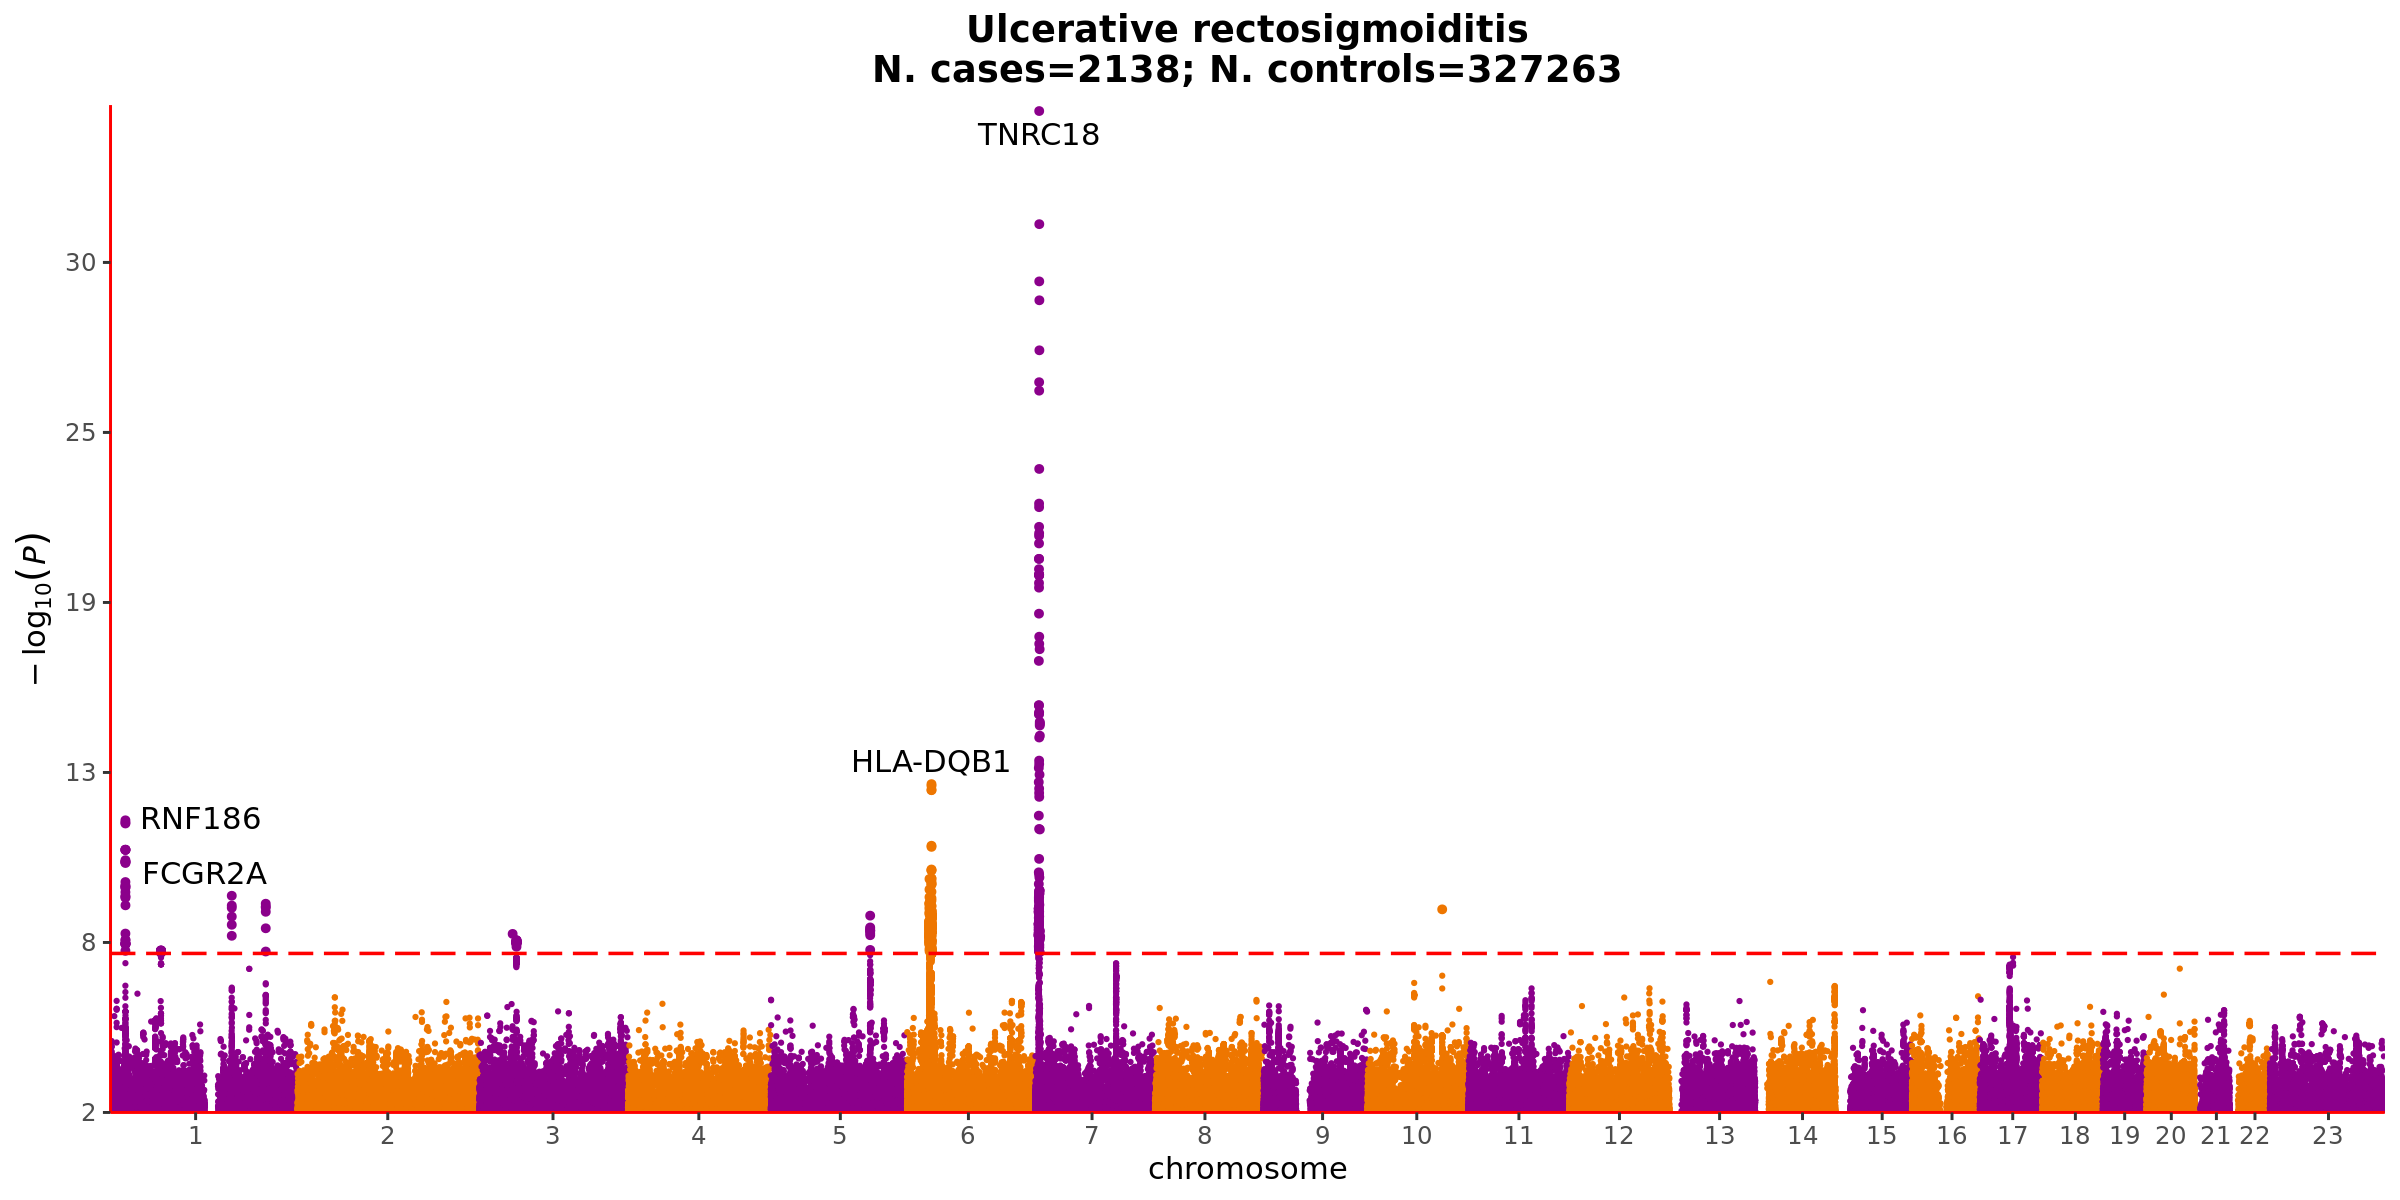 Ulcerative rectosigmoiditis
N. cases=2138; N. controls=327263
TNRC18
30
25
19
− log10(P)
HLA-DQB1
13
RNF186
FCGR2A
8
2
1 2 3 4 5 6 7 8 9 10 11 12 13 14 15 16 17 18 19 20 21 22 23
chromosome